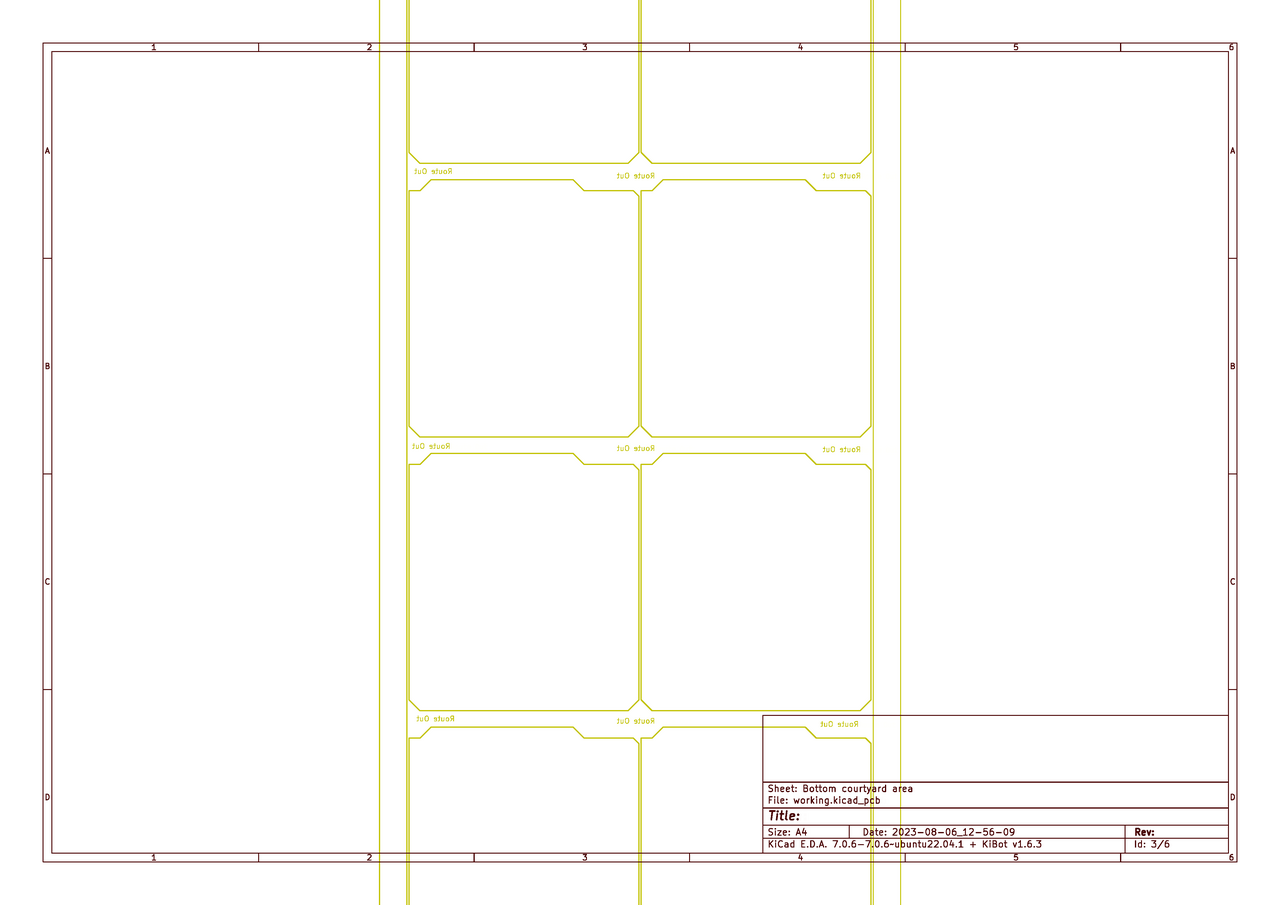 1 2 3 4 5 6
A A
Route Out Route Out Route Out
B B
Route Out Route Out Route Out
C C
Route Out Route Out Route Out
Sheet: Bottom courtyard area
D D
File: working.kicad_pcb
Title:
Size: A4 Date: 2023-08-06_12-56-09 Rev:
KiCad E.D.A. 7.0.6-7.0.6~ubuntu22.04.1 + KiBot v1.6.3 Id: 3/6
1 2 3 4 5 6